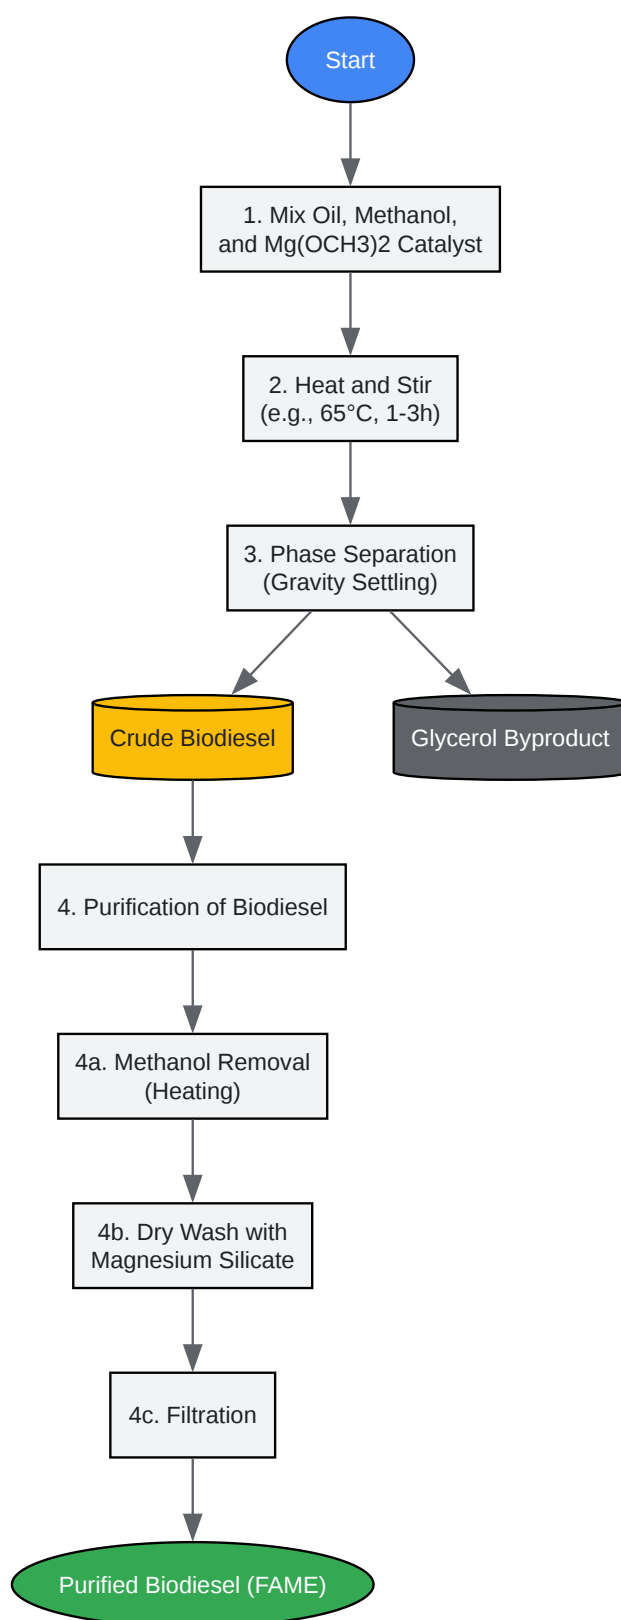 Start
1. Mix Oil, Methanol,
and Mg(OCH3)2 Catalyst
2. Heat and Stir
(e.g., 65°C, 1-3h)
3. Phase Separation
(Gravity Settling)
Crude Biodiesel
Glycerol Byproduct
4. Purification of Biodiesel
4a. Methanol Removal
(Heating)
4b. Dry Wash with
Magnesium Silicate
4c. Filtration
Purified Biodiesel (FAME)